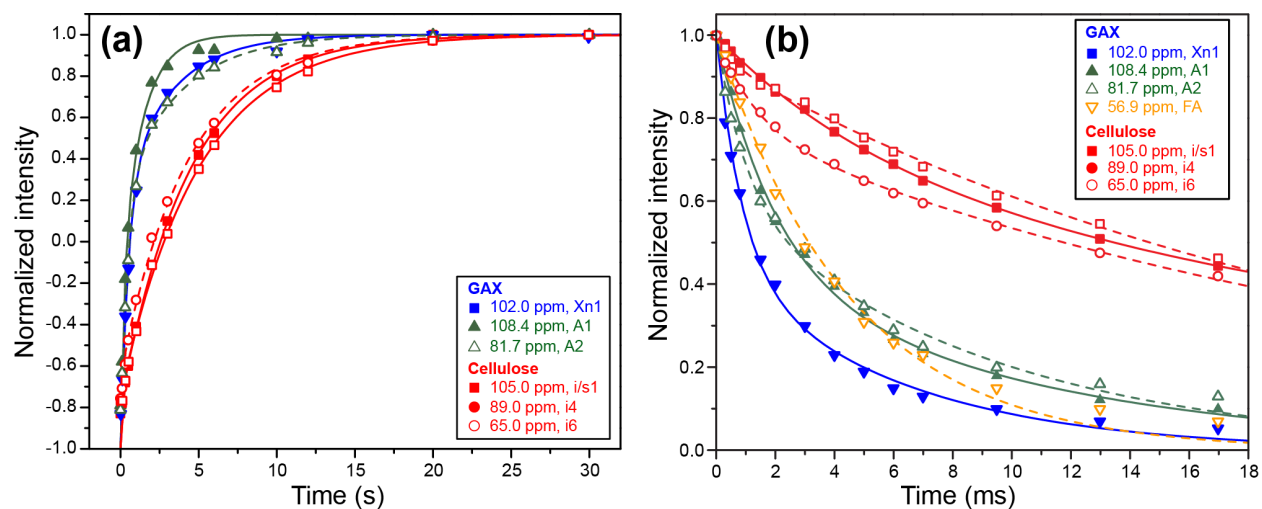 (a)
Normalized intensity
1.0
0.8
0.6
0.4
0.2
0.0
-0.2
-0.4
-0.6
-0.8
-1.0
0
5
10
15
20
25
30
Time (s)
GAX
102.0 ppm, Xn1
108.4 ppm, A1
81.7 ppm, A2
Cellulose
105.0 ppm, i/s1
89.0 ppm, i4
65.0 ppm, i6
(b)
Normalized intensity
1.0
0.8
0.6
0.4
0.2
0.0
0
2
4
6
8
10
12
14
16
18
Time (ms)
GAX
102.0 ppm, Xn1
108.4 ppm, A1
81.7 ppm, A2
56.9 ppm, FA
Cellulose
105.0 ppm, i/s1
89.0 ppm, i4
65.0 ppm, i6